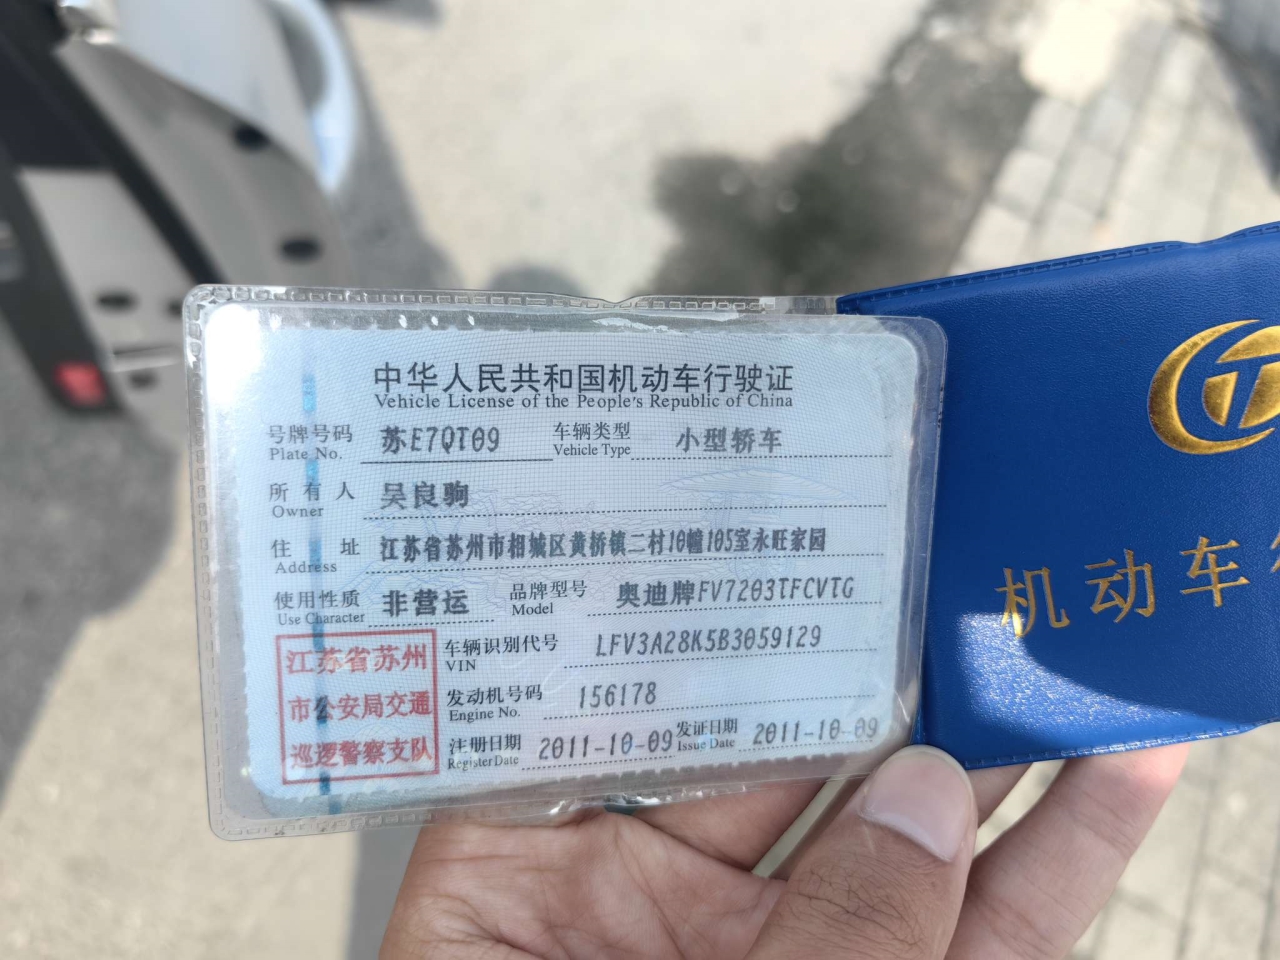 中华人民共和国机动车行驶证
Vehicle License of the People's Republic of China
号牌号码 苏E7QT09 车辆类型 小型轿车
Plate No. Vehicle Type
所有人 吴良驹
Owner
住址 江苏省苏州市相城区黄桥镇二村10幢105室永旺家园
Address
使用性质 非营运 品牌型号 奥迪牌FV7203TFCVTG
Use Character Model
江苏省苏州
市公安局交通
巡逻警察支队
车辆识别代号 LFV3A28K5B3059129
VIN
发动机号码 156178
Engine No.
注册日期 2011-10-09 发证日期 2011-10-09
Register Date Issue Date
机动车